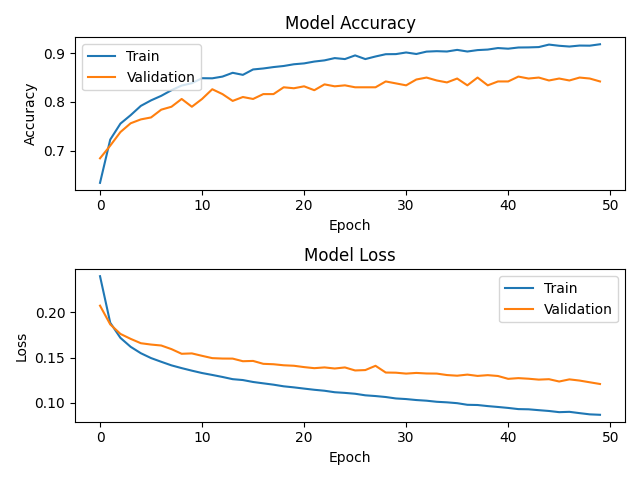 Model Accuracy
Accuracy
0.9
0.8
0.7
Train
Validation
0 10 20 30 40 50
Epoch
Model Loss
Loss
0.20
0.15
0.10
Train
Validation
0 10 20 30 40 50
Epoch